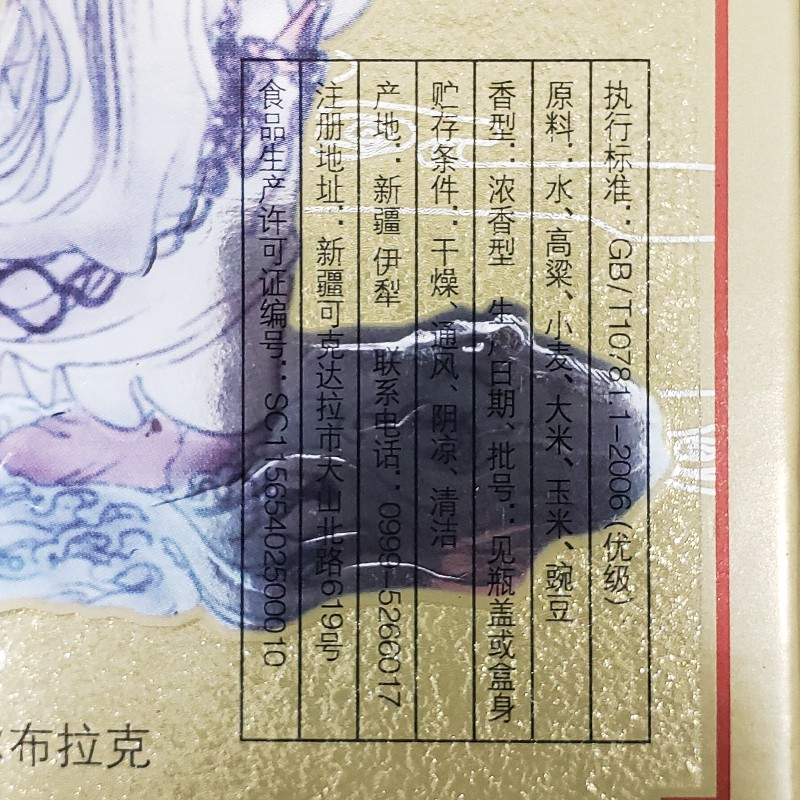 执行标准：GB/T10781.1-2006(优级)
原料：水、高粱、小麦、大米、玉米、豌豆
香型：浓香型 生产日期、批号：见瓶盖或盒身
贮存条件：干燥、通风、阴凉、清洁
产地：新疆 伊犁 联系电话：0999-5266017
注册地址：新疆可克达拉市天山北路619号
食品生产许可证编号：SC11565402500010
布拉克